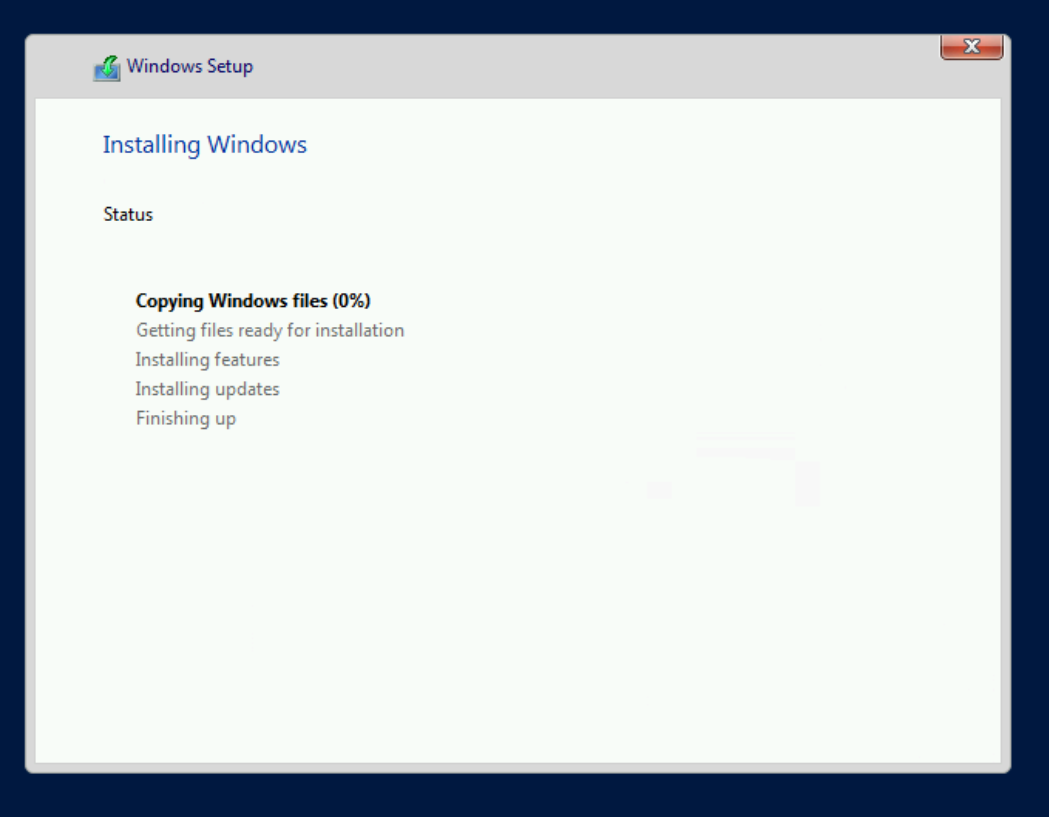 Windows Setup
Installing Windows
Status
Copying Windows files (0%)
Getting files ready for installation
Installing features
Installing updates
Finishing up